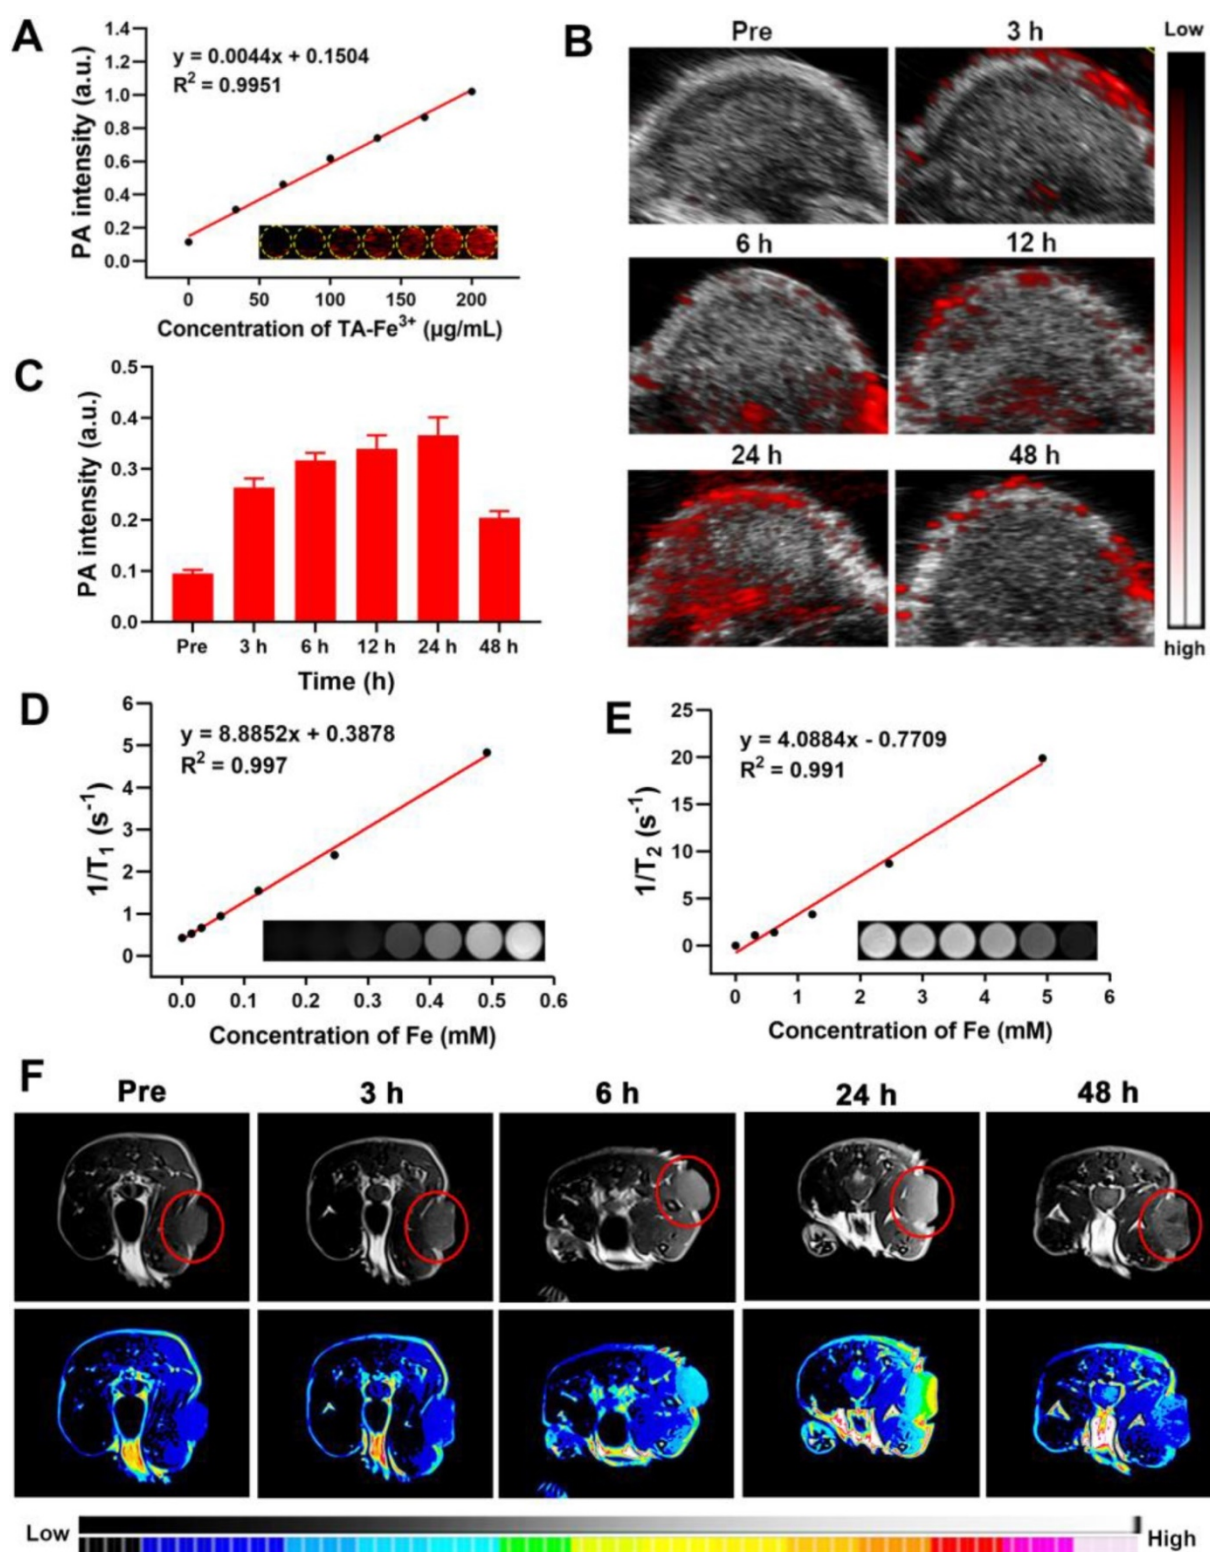 A
1.4
1.2
1.0
0.8
0.6
0.4
0.2
0.0
PA intensity (a.u.)
y = 0.0044x + 0.1504
R² = 0.9951
0 50 100 150 200
Concentration of TA-Fe³⁺ (µg/mL)
B
Pre 3 h
6 h 12 h
24 h 48 h
Low
high
C
0.5
0.4
0.3
0.2
0.1
0.0
PA intensity (a.u.)
Pre 3 h 6 h 12 h 24 h 48 h
Time (h)
D
6
5
4
3
2
1
0
1/T₁ (s⁻¹)
y = 8.8852x + 0.3878
R² = 0.997
0.0 0.1 0.2 0.3 0.4 0.5 0.6
Concentration of Fe (mM)
E
25
20
15
10
5
0
1/T₂ (s⁻¹)
y = 4.0884x - 0.7709
R² = 0.991
0 1 2 3 4 5 6
Concentration of Fe (mM)
F
Pre 3 h 6 h 24 h 48 h
Low High